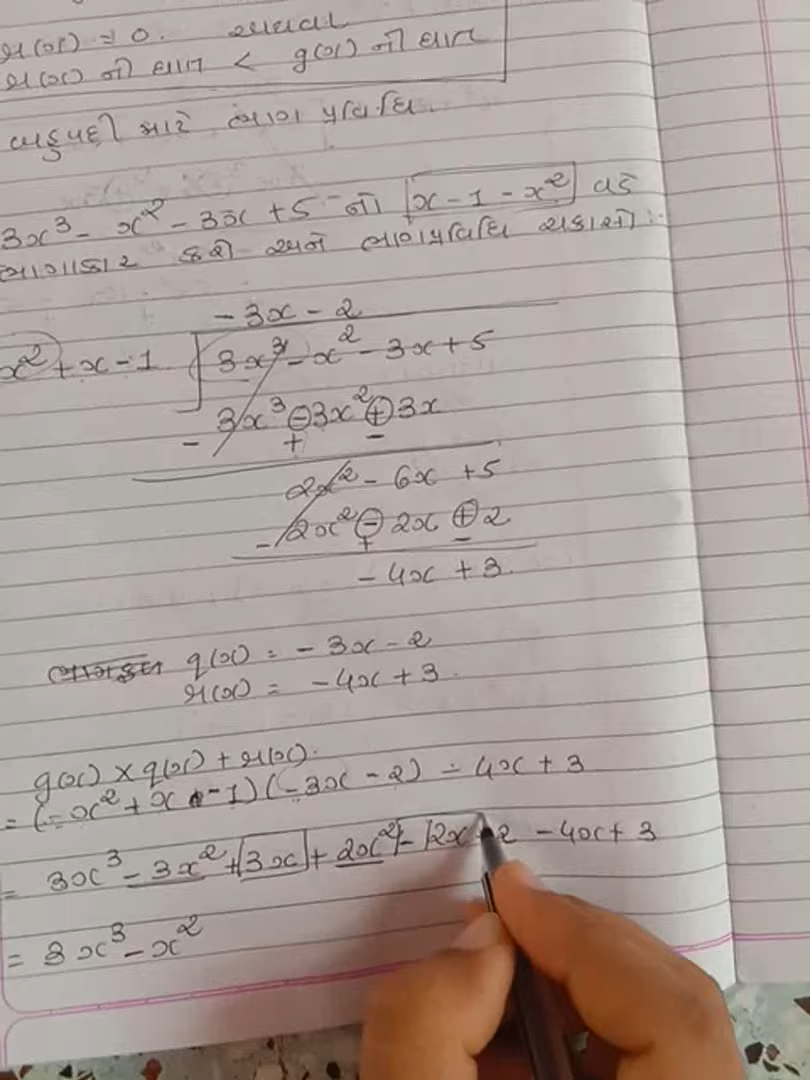 r(x) = 0. અથવા
r(x) ની ઘાત < g(x) ની ઘાત
બહુપદી માટે ભાગ પ્રવિધિ.
3x³ - x² - 3x + 5 નો x - 1 - x² વડે
ભાગાકાર કરી અને ભાગપ્રવિધિ ચકાસો:
- 3x - 2
x² + x - 1 3x³ - x² - 3x + 5
3x³ - 3x² + 3x
- + -
2x² - 6x + 5
2x² - 2x + 2
- + -
- 4x + 3.
q(x) = - 3x - 2
r(x) = - 4x + 3.
g(x) × q(x) + r(x).
= (- x² + x - 1) (- 3x - 2) - 4x + 3
= 3x³ - 3x² + 3x + 2x² - 2x 2 - 4x + 3
= 3x³ - x²